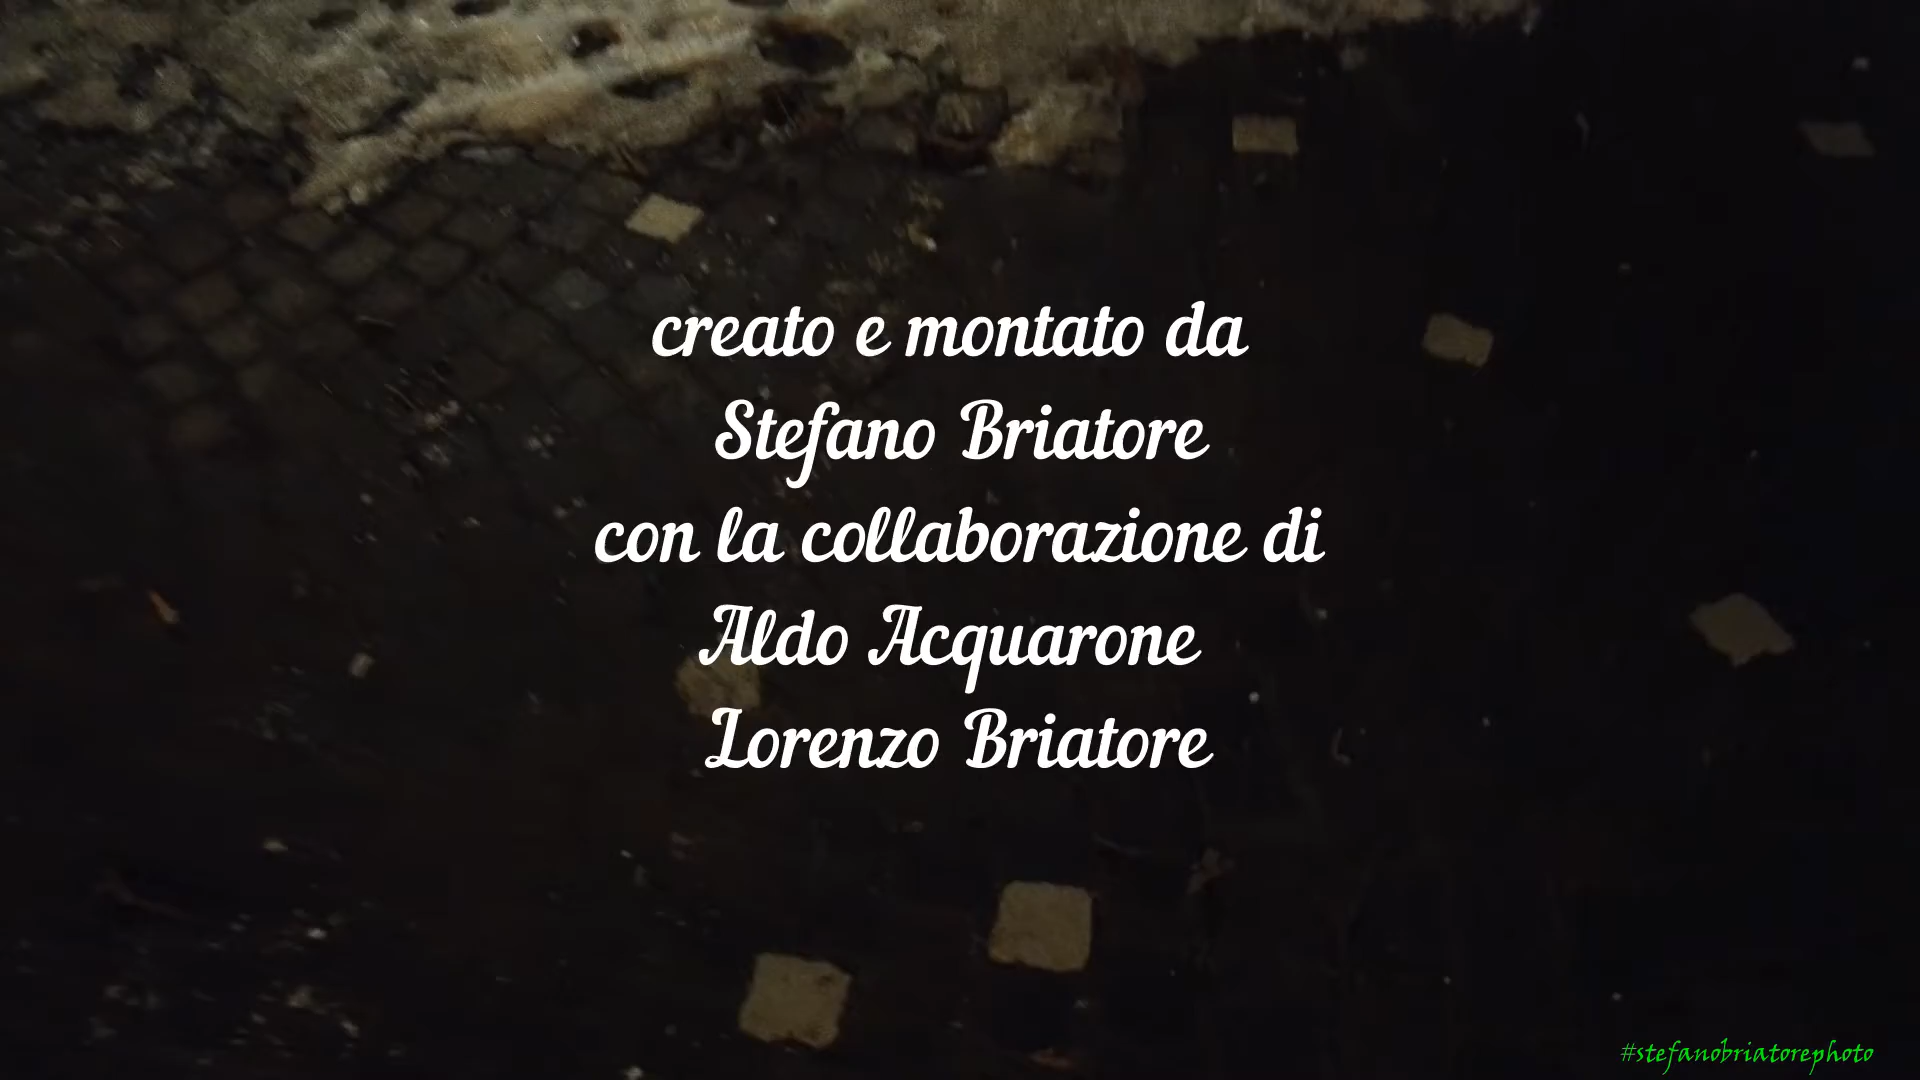 creato e montato da
Stefano Briatore
con la collaborazione di
Aldo Acquarone
Lorenzo Briatore
#stefanobriatorephoto